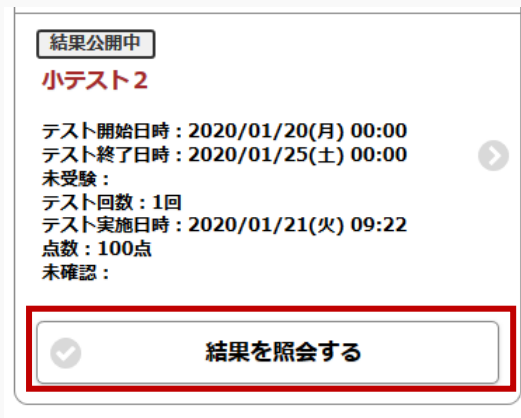 結果公開中
小テスト2
テスト開始日時：2020/01/20(月) 00:00
テスト終了日時：2020/01/25(土) 00:00
未受験：
テスト回数：1回
テスト実施日時：2020/01/21(火) 09:22
点数：100点
未確認：
結果を照会する